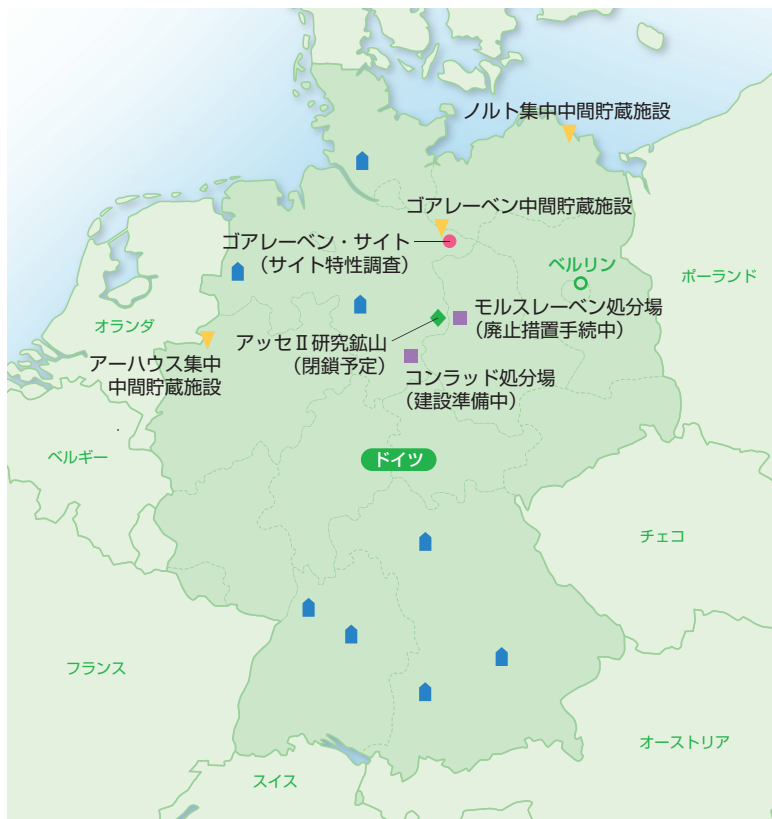 ノルト集中中間貯蔵施設
ゴアレーベン中間貯蔵施設
ゴアレーベン・サイト
（サイト特性調査）
ベルリン
ポーランド
オランダ
モルスレーベン処分場
（廃止措置手続中）
アッセⅡ研究鉱山
（閉鎖予定）
アーハウス集中
中間貯蔵施設
コンラッド処分場
（建設準備中）
ベルギー
ドイツ
チェコ
フランス
オーストリア
スイス